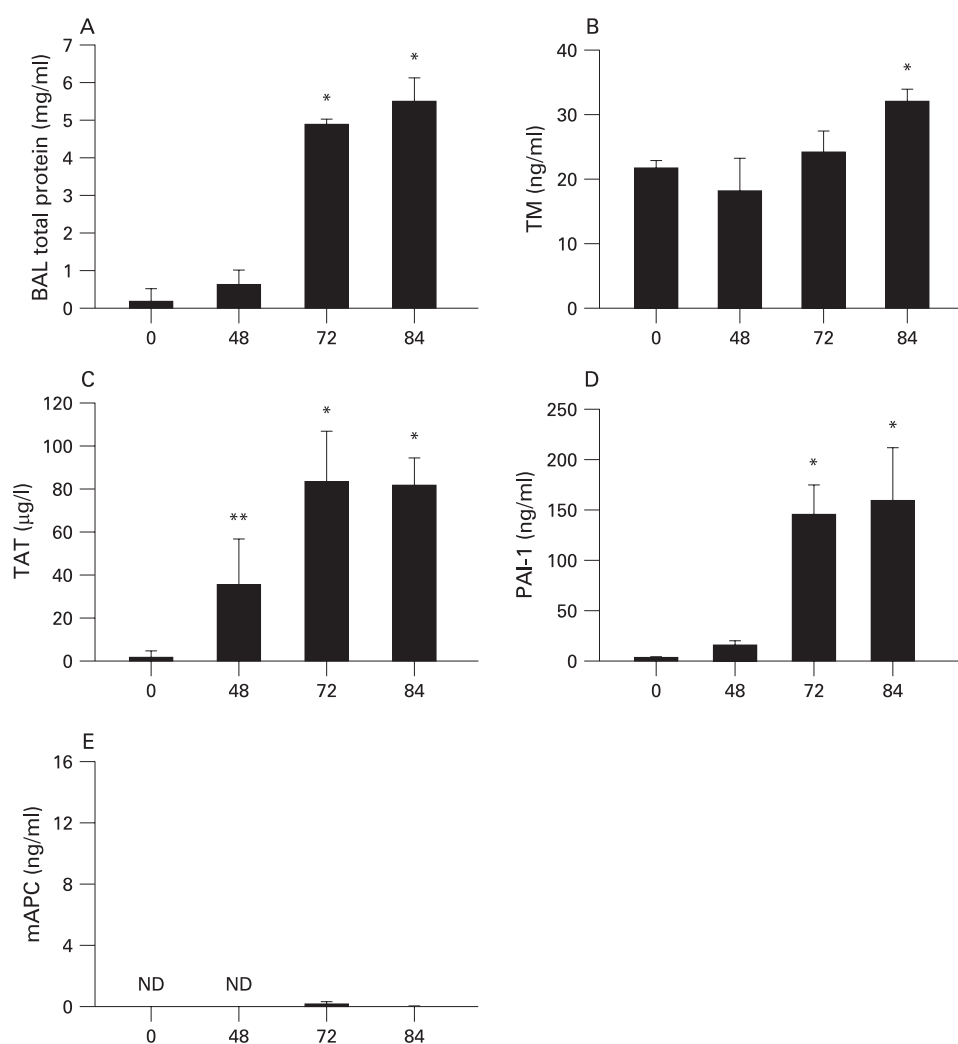 A
BAL total protein (mg/ml)
7
6
5
4
3
2
1
0
* *
0 48 72 84
B
TM (ng/ml)
40
30
20
10
0
*
0 48 72 84
C
TAT (μg/l)
120
100
80
60
40
20
0
** * *
0 48 72 84
D
PAI-1 (ng/ml)
250
200
150
100
50
0
* *
0 48 72 84
E
mAPC (ng/ml)
16
12
8
4
0
ND ND
0 48 72 84